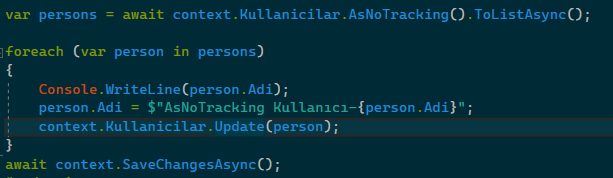 var persons = await context.Kullanicilar.AsNoTracking().ToListAsync();
foreach (var person in persons)
{
Console.WriteLine(person.Adi);
person.Adi = $"AsNoTracking Kullanıcı-{person.Adi}";
context.Kullanicilar.Update(person);
}
await context.SaveChangesAsync();